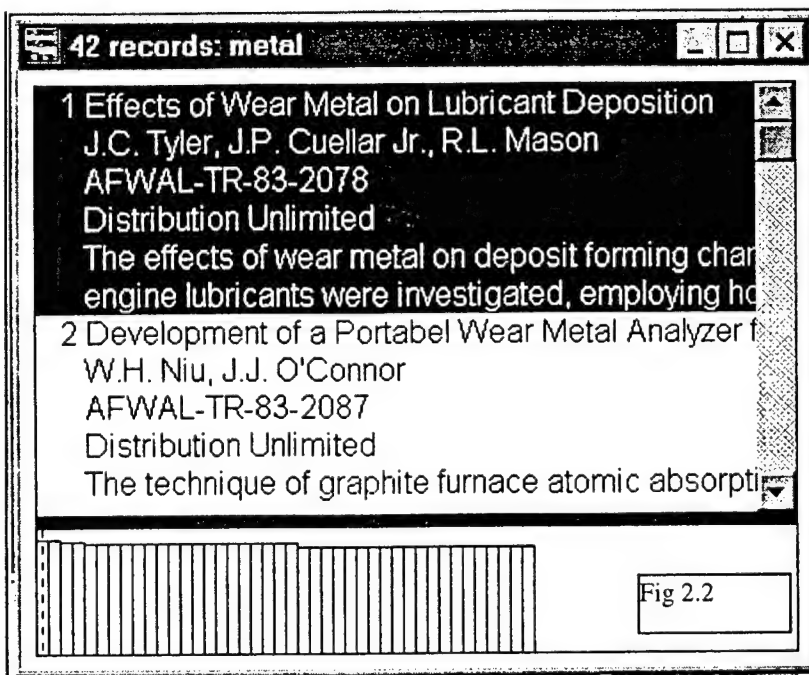 42 records: metal
1 Effects of Wear Metal on Lubricant Deposition
J.C. Tyler, J.P. Cuellar Jr., R.L. Mason
AFWAL-TR-83-2078
Distribution Unlimited
The effects of wear metal on deposit forming char
engine lubricants were investigated, employing ho
2 Development of a Portabel Wear Metal Analyzer f
W.H. Niu, J.J. O'Connor
AFWAL-TR-83-2087
Distribution Unlimited
The technique of graphite furnace atomic absorpti
Fig 2.2